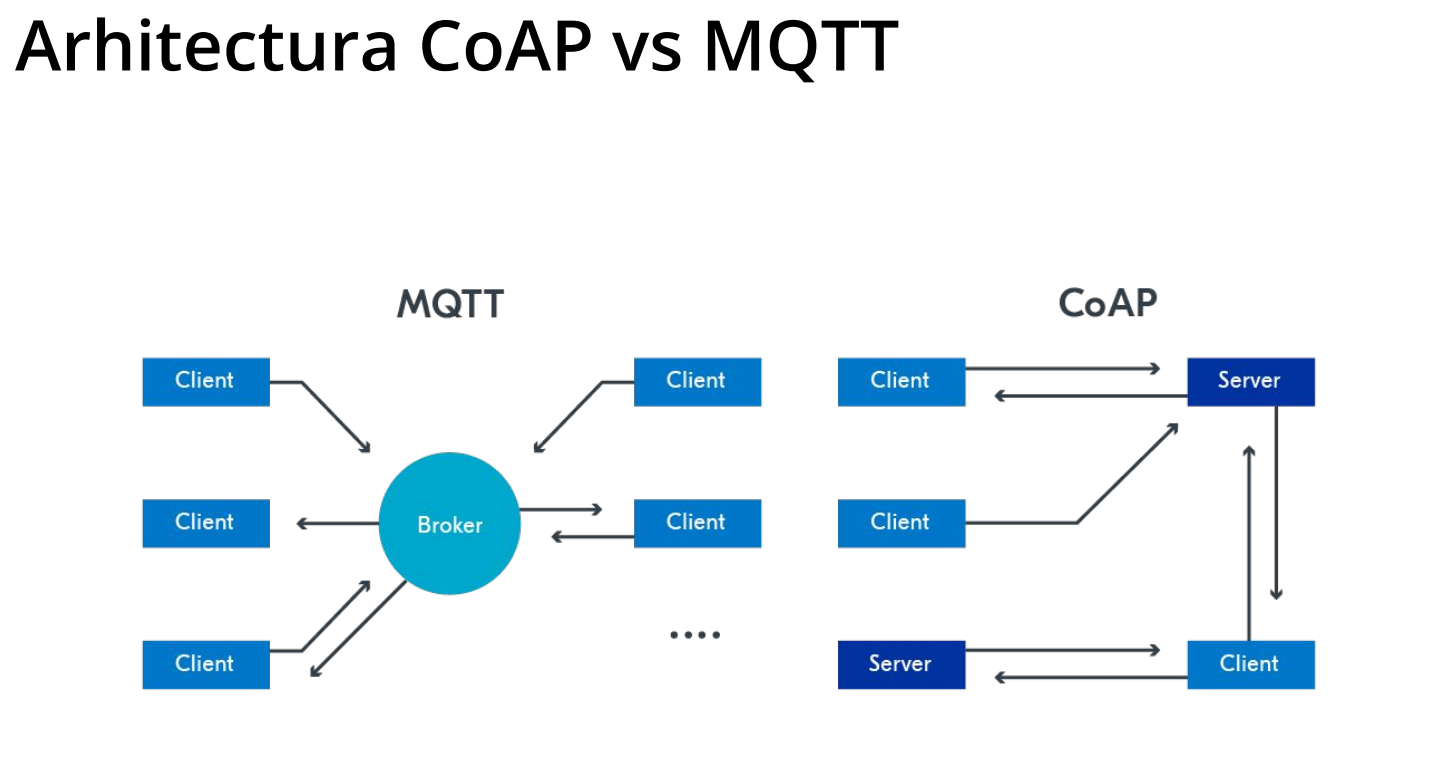 Arhitectura CoAP vs MQTT
MQTT
Client
Client
Client
Broker
Client
Client
....
CoAP
Client
Server
Client
Server
Client